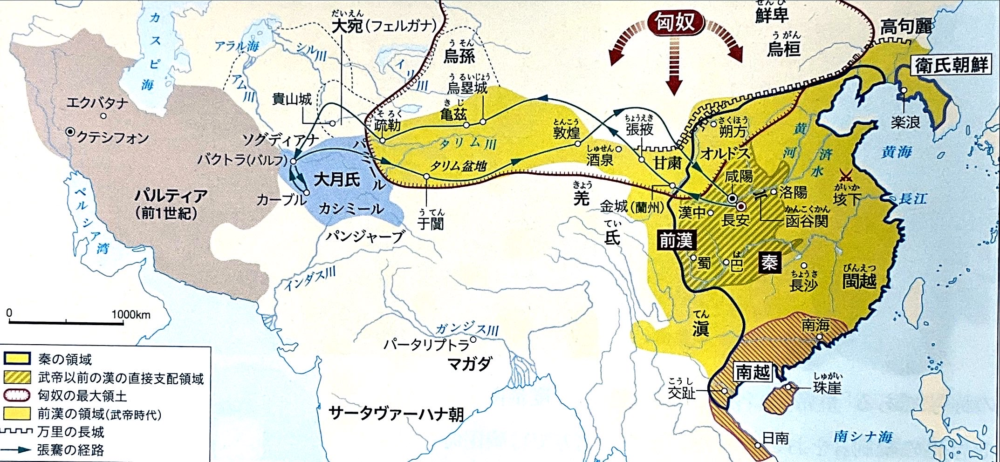 せんぴ
鮮卑
匈奴
高句麗
うがん
烏桓
衛氏朝鮮
楽浪
カスピ海
だいえん
大宛(フェルガナ)
アラル海
シル川
アム川
イリ川
うそん
烏孫
うるいじょう
烏塁城
きじ
亀茲
そろく
疏勒
貴山城
エクバタナ
クテシフォン
ソグディアナ
バクトラ(バルフ)
パミール
タリム川
タリム盆地
とんこう
敦煌
ちょうえき
張掖
しゅせん
酒泉
甘粛
さくほう
朔方
オルドス
黄河
済水
黄海
咸陽
洛陽
がいか
垓下
長江
かんこくかん
函谷関
長安
漢中
金城(蘭州)
きょう
羌
てい
氐
大月氏
カシミール
カーブル
うてん
于闐
パンジャーブ
パルティア
(前1世紀)
ペルシア湾
前漢
秦
蜀
は
巴
ちょうさ
長沙
びんえつ
閩越
てん
滇
南海
南越
こうし
交趾
しゅがい
珠崖
日南
南シナ海
インダス川
ガンジス川
パータリプトラ
マガダ
サータヴァーハナ朝
0 1000km
秦の領域
武帝以前の漢の直接支配領域
匈奴の最大領土
前漢の領域(武帝時代)
万里の長城
張騫の経路